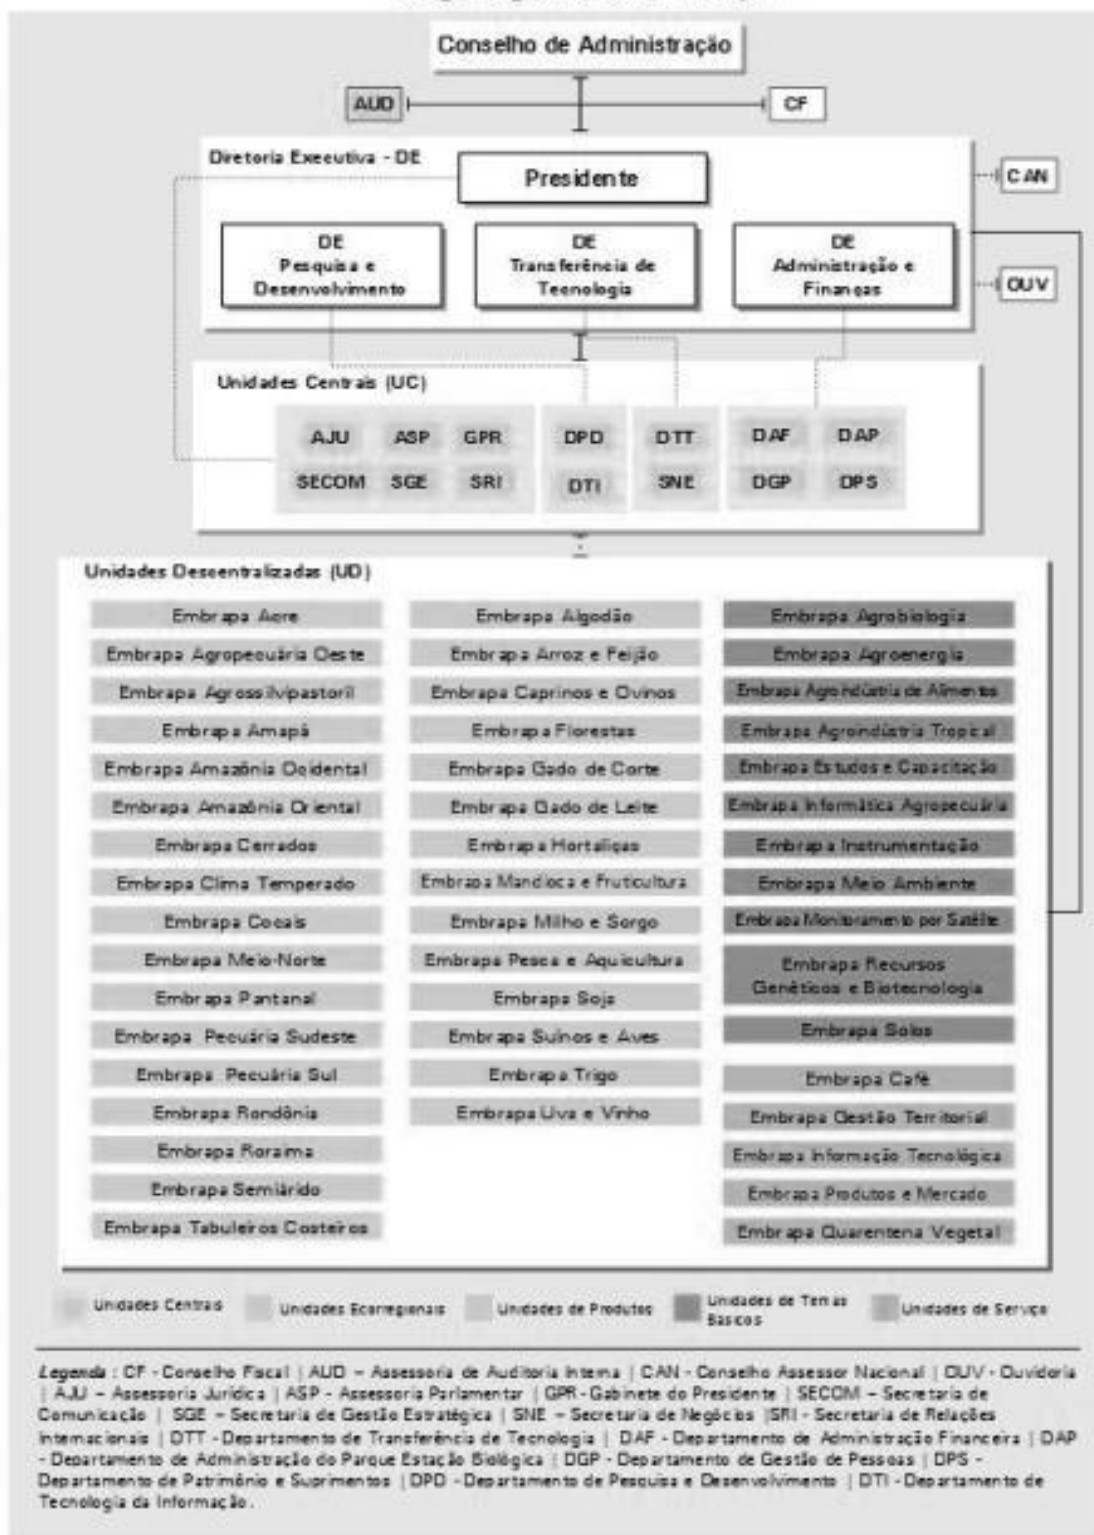 Conselho de Administração
AUD
CF
Diretoria Executiva - DE
Presidente
CAN
DE
Pesquisa e
Desenvolvimento
DE
Transferência de
Tecnologia
DE
Administração e
Finanças
OUV
Unidades Centrais (UC)
AJU ASP GPR DPD DTT DAF DAP
SECOM SGE SRI DTI SNE DGP DPS
Unidades Descentralizadas (UD)
Embrapa Acre
Embrapa Agropecuária Oeste
Embrapa Agrossilvipastoril
Embrapa Amapá
Embrapa Amazônia Ocidental
Embrapa Amazônia Oriental
Embrapa Cerrados
Embrapa Clima Temperado
Embrapa Cocais
Embrapa Meio-Norte
Embrapa Pantanal
Embrapa Pecuária Sudeste
Embrapa Pecuária Sul
Embrapa Rondônia
Embrapa Roraima
Embrapa Semiárido
Embrapa Tabuleiros Costeiros
Embrapa Algodão
Embrapa Arroz e Feijão
Embrapa Caprinos e Ovinos
Embrapa Florestas
Embrapa Gado de Corte
Embrapa Gado de Leite
Embrapa Hortaliças
Embrapa Mandioca e Fruticultura
Embrapa Milho e Sorgo
Embrapa Pesca e Aquicultura
Embrapa Soja
Embrapa Suínos e Aves
Embrapa Trigo
Embrapa Uva e Vinho
Embrapa Agrobiologia
Embrapa Agroenergia
Embrapa Agroindústria de Alimentos
Embrapa Agroindústria Tropical
Embrapa Estudos e Capacitação
Embrapa Informática Agropecuária
Embrapa Instrumentação
Embrapa Meio Ambiente
Embrapa Monitoramento por Satélite
Embrapa Recursos
Genéticos e Biotecnologia
Embrapa Solos
Embrapa Café
Embrapa Gestão Territorial
Embrapa Informação Tecnológica
Embrapa Produtos e Mercado
Embrapa Quarentena Vegetal
Unidades Centrais
Unidades Ecorregionais
Unidades de Produtos
Unidades de Temas
Básicos
Unidades de Serviço
Legenda : CF - Conselho Fiscal | AUD – Assessoria de Auditoria Interna | CAN - Conselho Assessor Nacional | OUV - Ouvidoria
| AJU – Assessoria Jurídica | ASP - Assessoria Parlamentar | GPR - Gabinete do Presidente | SECOM – Secretaria de
Comunicação | SGE – Secretaria de Gestão Estratégica | SNE – Secretaria de Negócios |SRI - Secretaria de Relações
Internacionais | DTT - Departamento de Transferência de Tecnologia | DAF - Departamento de Administração Financeira | DAP
- Departamento de Administração do Parque Estação Biológica | DGP - Departamento de Gestão de Pessoas | DPS -
Departamento de Patrimônio e Suprimentos | DPD - Departamento de Pesquisa e Desenvolvimento | DTI - Departamento de
Tecnologia da Informação.